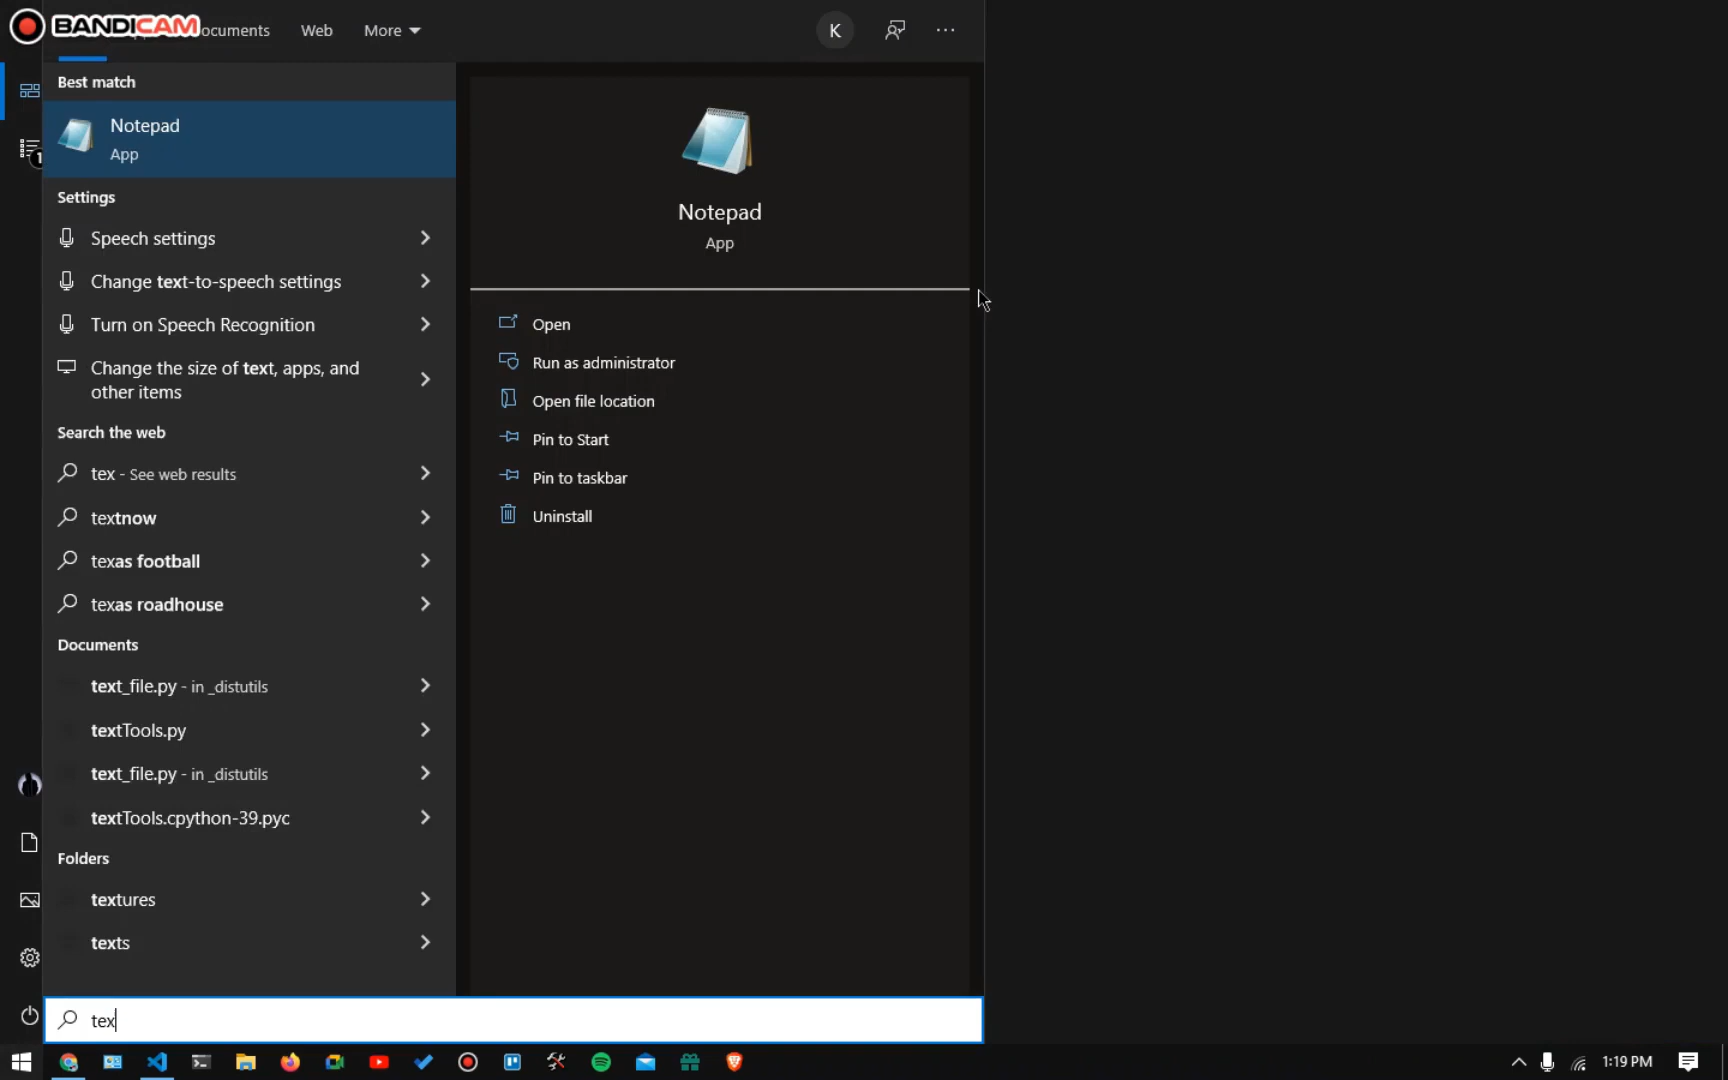 BANDICAM
ocuments
Web
More
K
Best match
Notepad
App
Settings
Speech settings
Change text-to-speech settings
Turn on Speech Recognition
Change the size of text, apps, and
other items
Search the web
tex - See web results
textnow
texas football
texas roadhouse
Documents
text_file.py - in _distutils
textTools.py
text_file.py - in _distutils
textTools.cpython-39.pyc
Folders
textures
texts
tex
Notepad
App
Open
Run as administrator
Open file location
Pin to Start
Pin to taskbar
Uninstall
1
1:19 PM